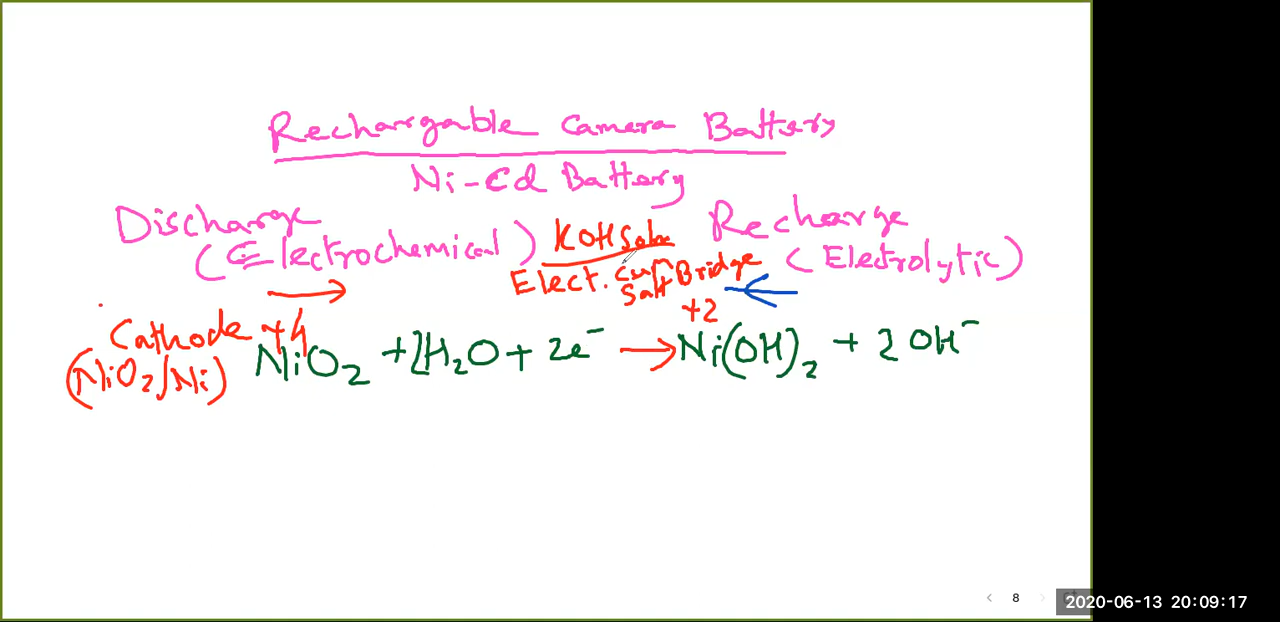 Rechargable Camera Battery
Ni-Cd Battery
Discharge
(Electrochemical)
KOH Soln
Recharge
(Electrolytic)
Elect. cum Salt Bridge
Cathode
(NiO₂/Ni)
+4 +2
NiO₂ + 2H₂O + 2e⁻ → Ni(OH)₂ + 2OH⁻
8
2020-06-13 20:09:17